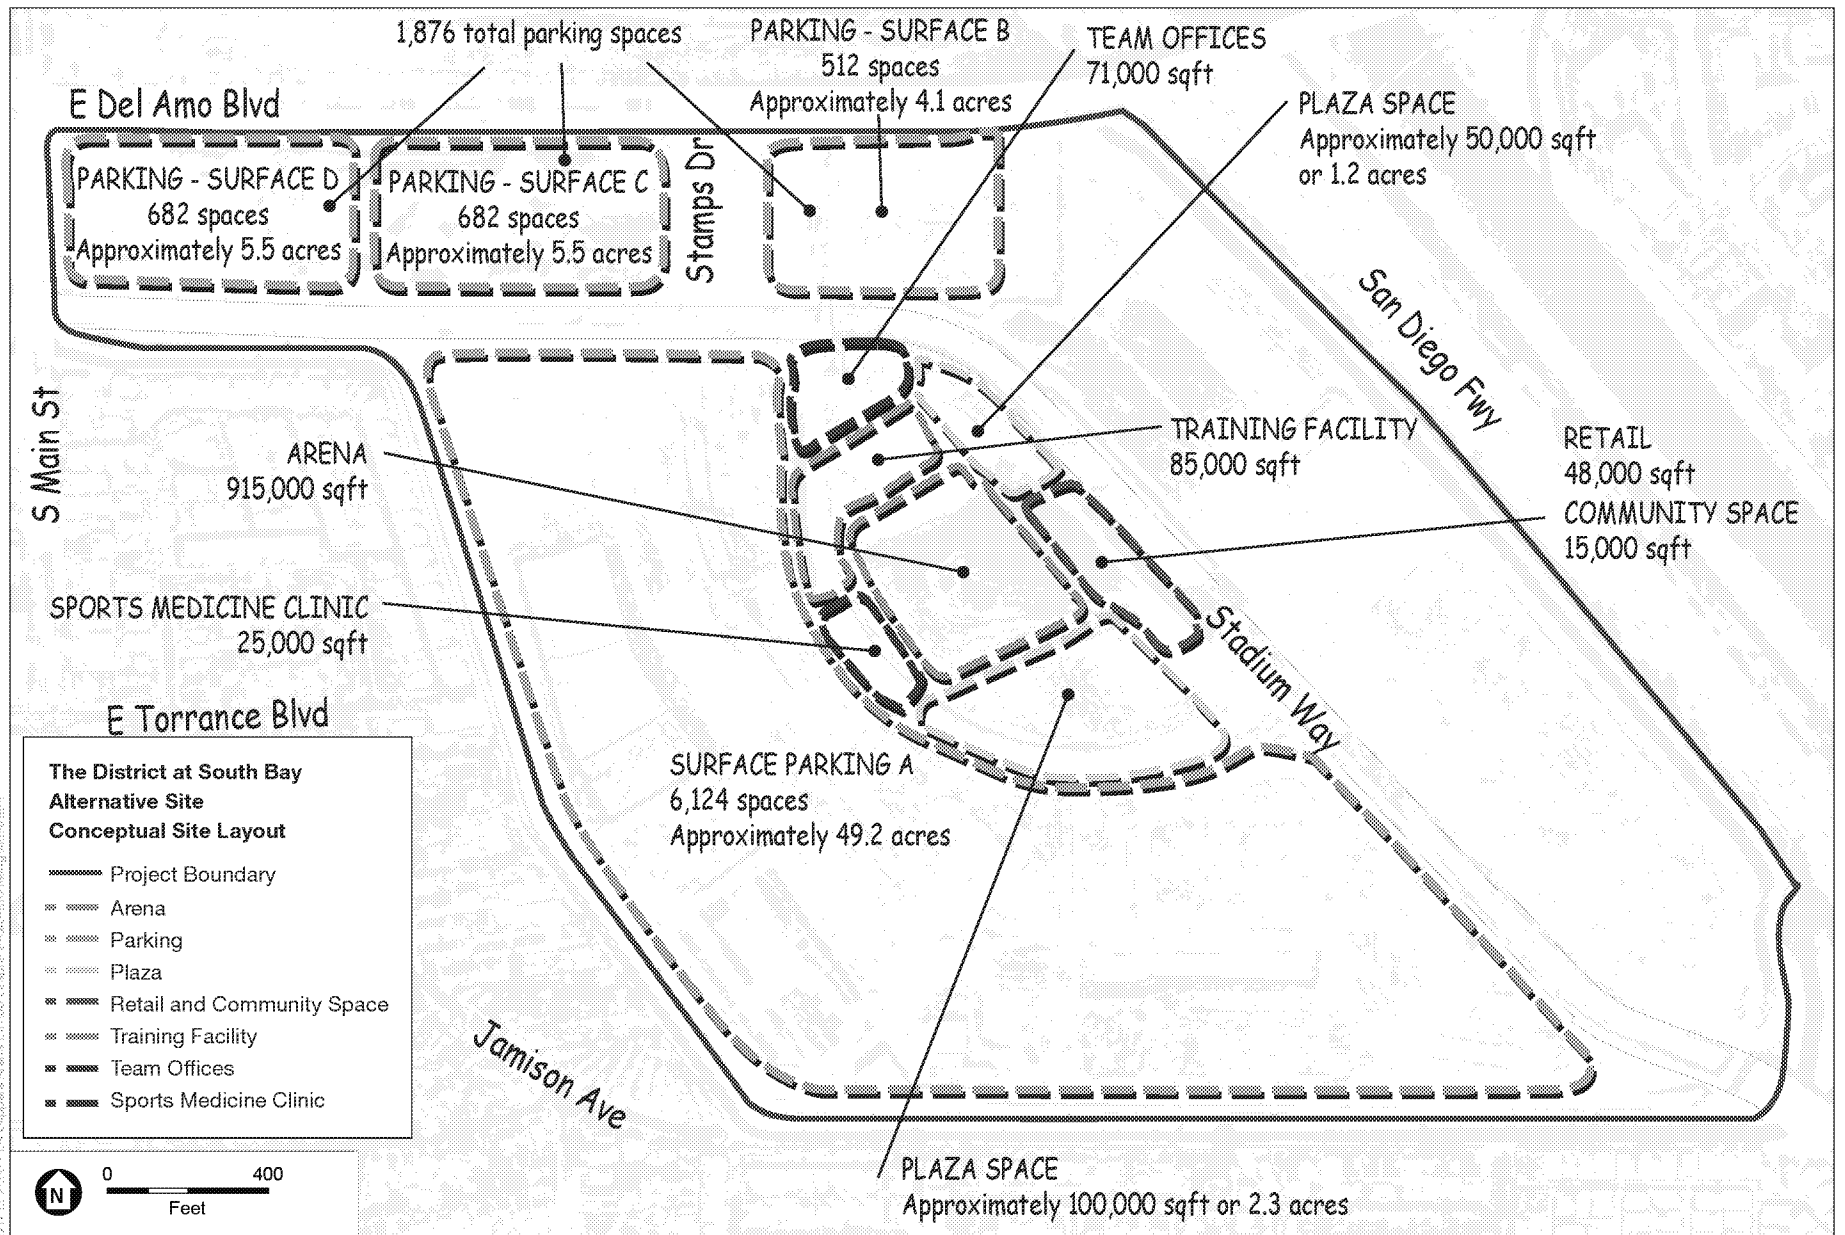 1,876 total parking spaces
PARKING - SURFACE B
512 spaces
Approximately 4.1 acres
TEAM OFFICES
71,000 sqft
PLAZA SPACE
Approximately 50,000 sqft
or 1.2 acres
E Del Amo Blvd
PARKING - SURFACE D
682 spaces
Approximately 5.5 acres
PARKING - SURFACE C
682 spaces
Approximately 5.5 acres
Stamps Dr
San Diego Fwy
S Main St
ARENA
915,000 sqft
TRAINING FACILITY
85,000 sqft
RETAIL
48,000 sqft
COMMUNITY SPACE
15,000 sqft
SPORTS MEDICINE CLINIC
25,000 sqft
Stadium Way
E Torrance Blvd
SURFACE PARKING A
6,124 spaces
Approximately 49.2 acres
The District at South Bay
Alternative Site
Conceptual Site Layout
Project Boundary
Arena
Parking
Plaza
Retail and Community Space
Training Facility
Team Offices
Sports Medicine Clinic
Jamison Ave
PLAZA SPACE
Approximately 100,000 sqft or 2.3 acres
N
0 400
Feet